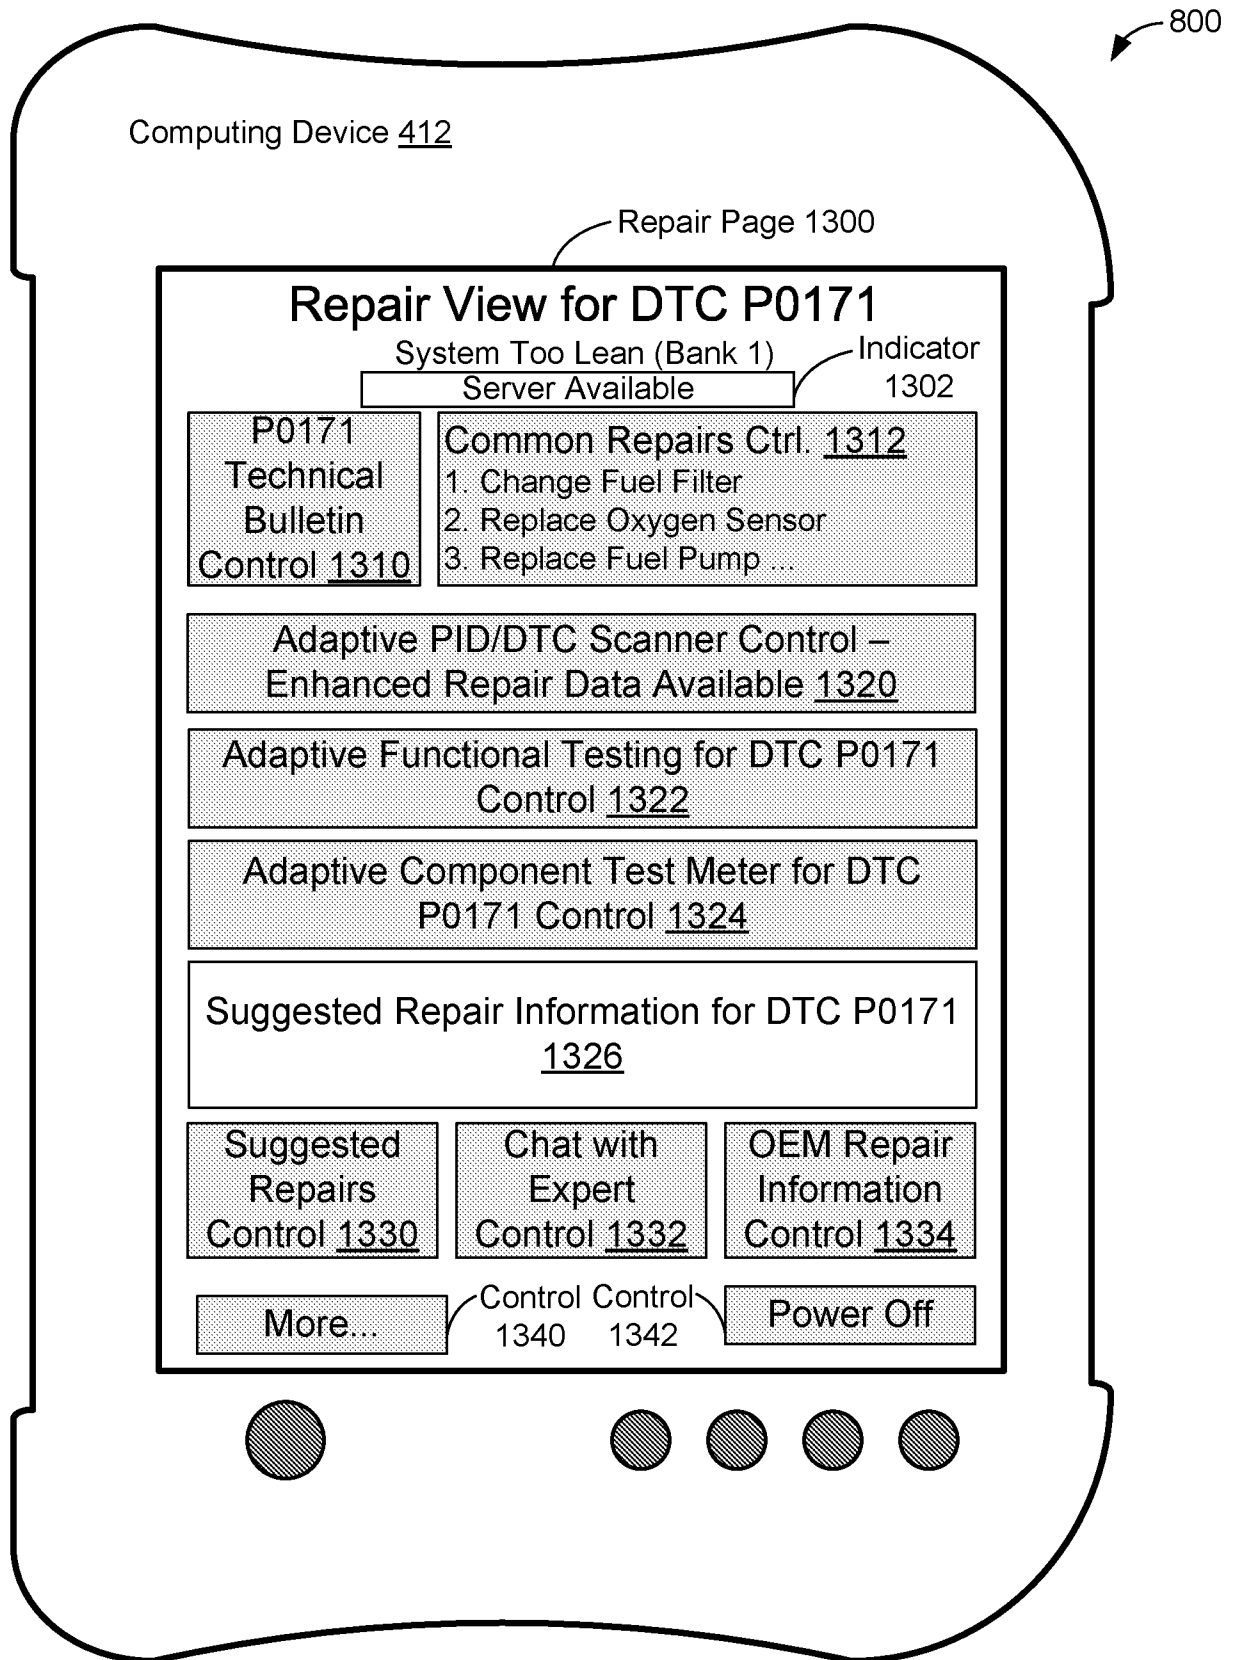 800
Computing Device 412
Repair Page 1300
Repair View for DTC P0171
System Too Lean (Bank 1)
Indicator
1302
Server Available
P0171
Technical
Bulletin
Control 1310
Common Repairs Ctrl. 1312
1. Change Fuel Filter
2. Replace Oxygen Sensor
3. Replace Fuel Pump ...
Adaptive PID/DTC Scanner Control –
Enhanced Repair Data Available 1320
Adaptive Functional Testing for DTC P0171
Control 1322
Adaptive Component Test Meter for DTC
P0171 Control 1324
Suggested Repair Information for DTC P0171
1326
Suggested
Repairs
Control 1330
Chat with
Expert
Control 1332
OEM Repair
Information
Control 1334
More...
Control
1340
Control
1342
Power Off